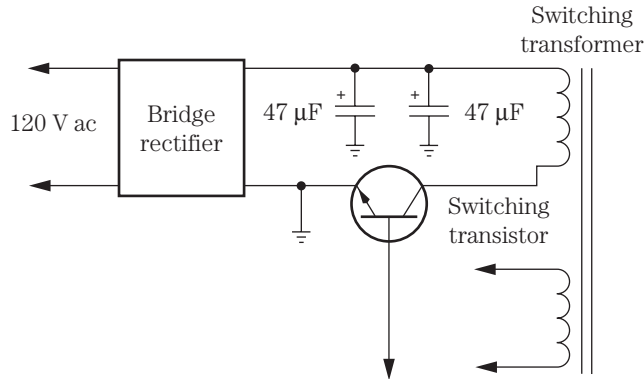 Switching
transformer
120 V ac
Bridge
rectifier
+
47 μF
+
47 μF
Switching
transistor